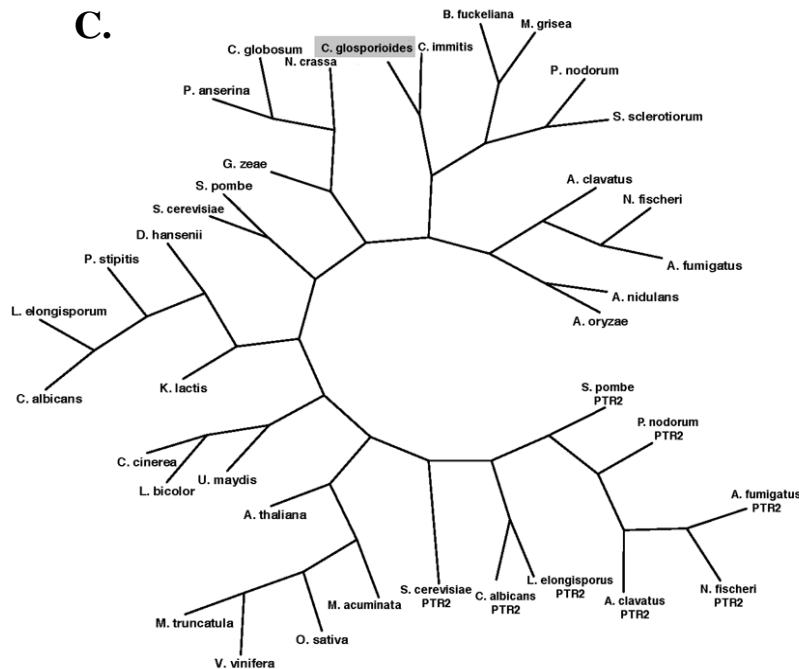 C.
B. fuckeliana
M. grisea
C. globosum
C. glosporioides
C. immitis
N. crassa
P. anserina
P. nodorum
S. sclerotiorum
G. zeae
S. pombe
S. cerevisiae
D. hansenii
P. stipitis
L. elongisporum
C. albicans
K. lactis
A. clavatus
N. fischeri
A. fumigatus
A. nidulans
A. oryzae
C. cinerea
L. bicolor
U. maydis
A. thaliana
M. truncatula
V. vinifera
O. sativa
M. acuminata
S. cerevisiae
PTR2
C. albicans
PTR2
L. elongisporus
PTR2
S. pombe
PTR2
P. nodorum
PTR2
A. fumigatus
PTR2
N. fischeri
PTR2
A. clavatus
PTR2